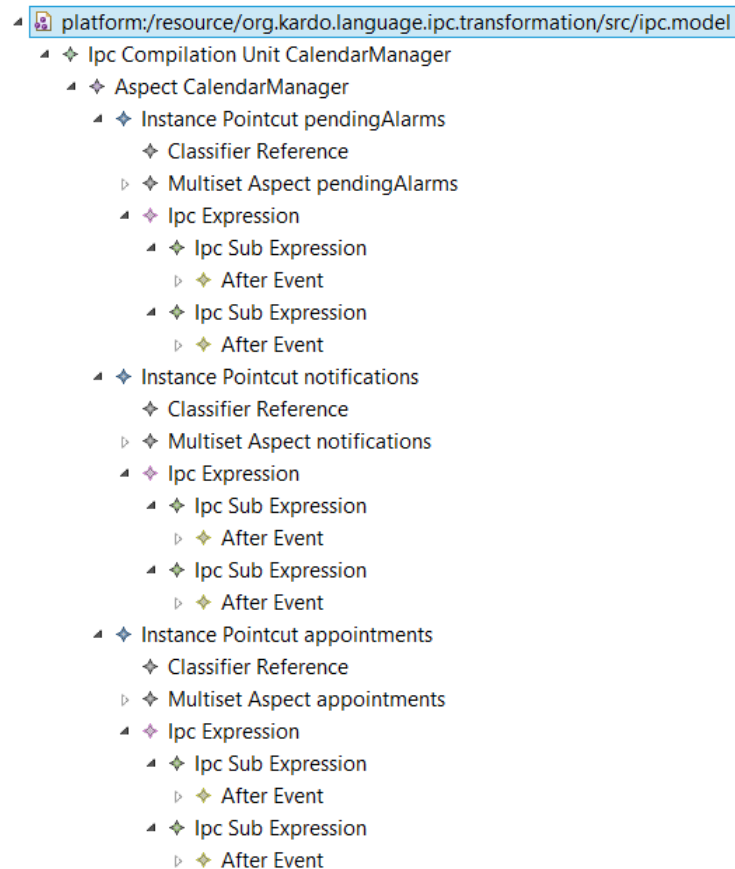 platform:/resource/org.kardo.language.ipc.transformation/src/ipc.model
Ipc Compilation Unit CalendarManager
Aspect CalendarManager
Instance Pointcut pendingAlarms
Classifier Reference
Multiset Aspect pendingAlarms
Ipc Expression
Ipc Sub Expression
After Event
Ipc Sub Expression
After Event
Instance Pointcut notifications
Classifier Reference
Multiset Aspect notifications
Ipc Expression
Ipc Sub Expression
After Event
Ipc Sub Expression
After Event
Instance Pointcut appointments
Classifier Reference
Multiset Aspect appointments
Ipc Expression
Ipc Sub Expression
After Event
Ipc Sub Expression
After Event